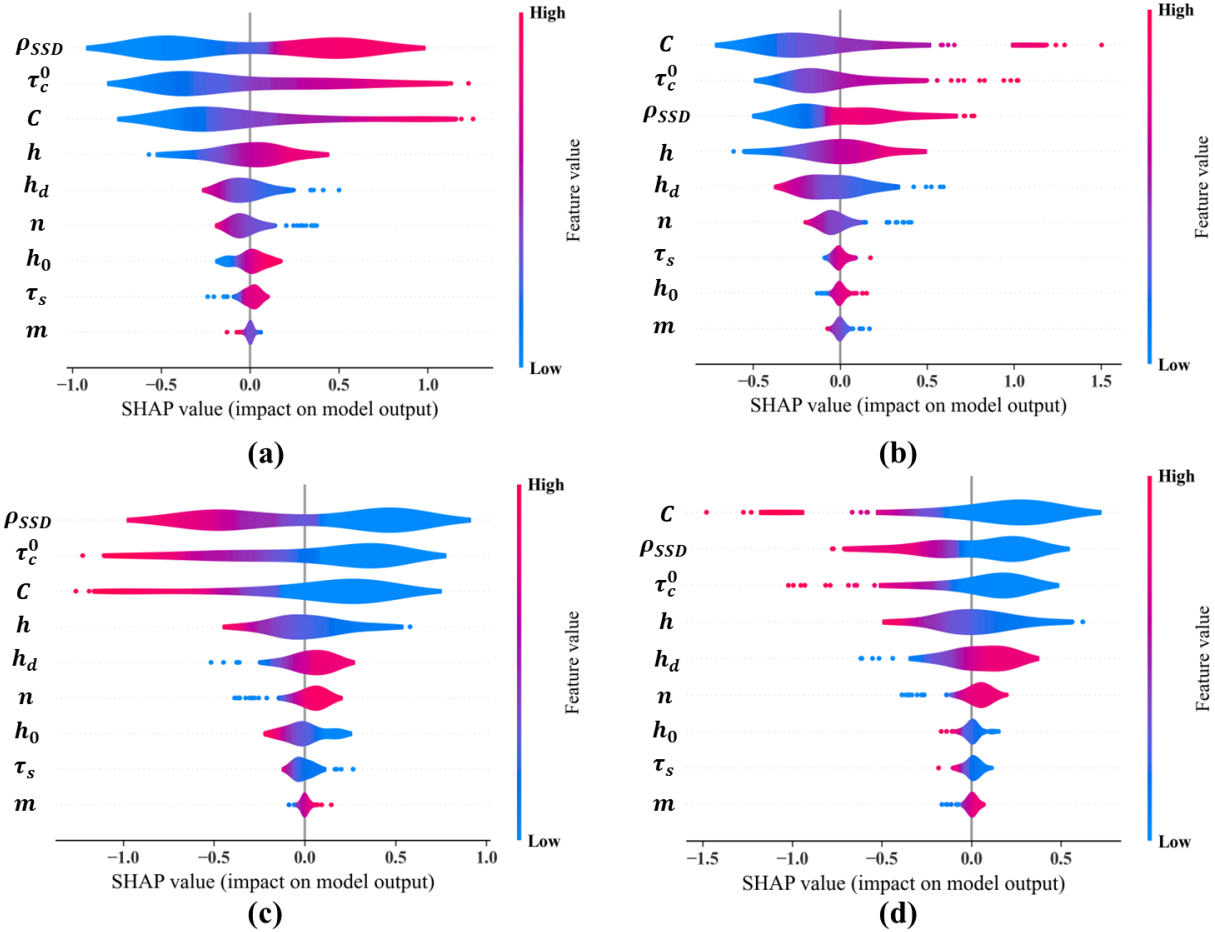 High
ρ_SSD
τ_c^0
C
h
h_d
n
h_0
τ_s
m
Feature value
Low
−1.0 −0.5 0.0 0.5 1.0
SHAP value (impact on model output)
(a)
High
C
τ_c^0
ρ_SSD
h
h_d
n
τ_s
h_0
m
Feature value
Low
−0.5 0.0 0.5 1.0 1.5
SHAP value (impact on model output)
(b)
High
ρ_SSD
τ_c^0
C
h
h_d
n
h_0
τ_s
m
Feature value
Low
−1.0 −0.5 0.0 0.5 1.0
SHAP value (impact on model output)
(c)
High
C
ρ_SSD
τ_c^0
h
h_d
n
h_0
τ_s
m
Feature value
Low
−1.5 −1.0 −0.5 0.0 0.5
SHAP value (impact on model output)
(d)